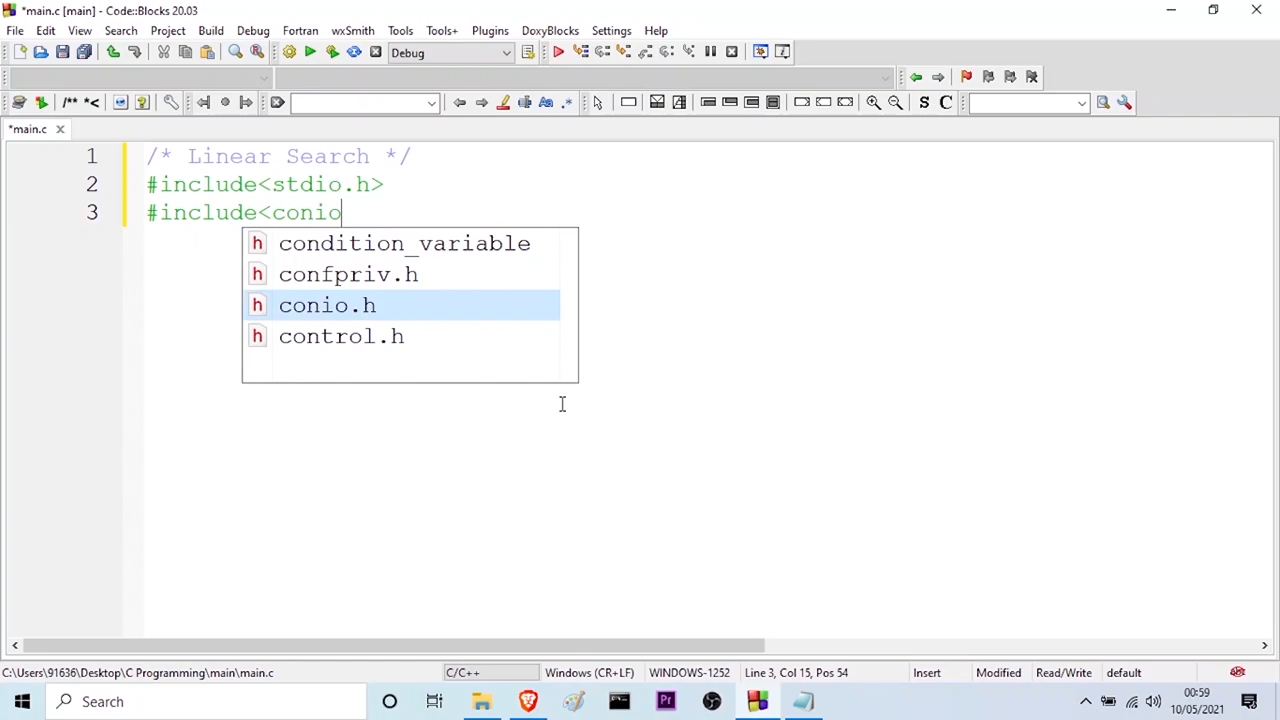 *main.c [main] - Code::Blocks 20.03
File Edit View Search Project Build Debug Fortran wxSmith Tools Tools+ Plugins DoxyBlocks Settings Help
Debug
/** *<
Aa .*
S C
*main.c
1 /* Linear Search */
2 #include<stdio.h>
3 #include<conio
h condition_variable
h confpriv.h
h conio.h
h control.h
C:\Users\91636\Desktop\C Programming\main\main.c C/C++ Windows (CR+LF) WINDOWS-1252 Line 3, Col 15, Pos 54 Insert Modified Read/Write default
Search
Pr
00:59
10/05/2021